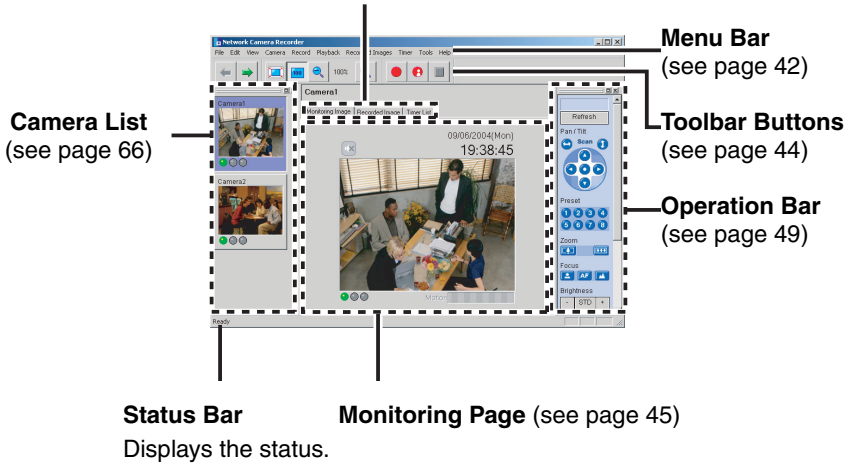 Network Camera Recorder
File Edit View Camera Record Playback Recorded Images Timer Tools Help
100%
Menu Bar
(see page 42)
Camera List
(see page 66)
Toolbar Buttons
(see page 44)
Operation Bar
(see page 49)
Camera1
Camera2
Camera1
Monitoring Image Recorded Image Timer List
09/06/2004(Mon)
19:38:45
Motion
Refresh
Pan / Tilt
Scan
Preset
1 2 3 4
5 6 7 8
Zoom
Focus
AF
Brightness
- STD +
Ready
Status Bar
Displays the status.
Monitoring Page (see page 45)